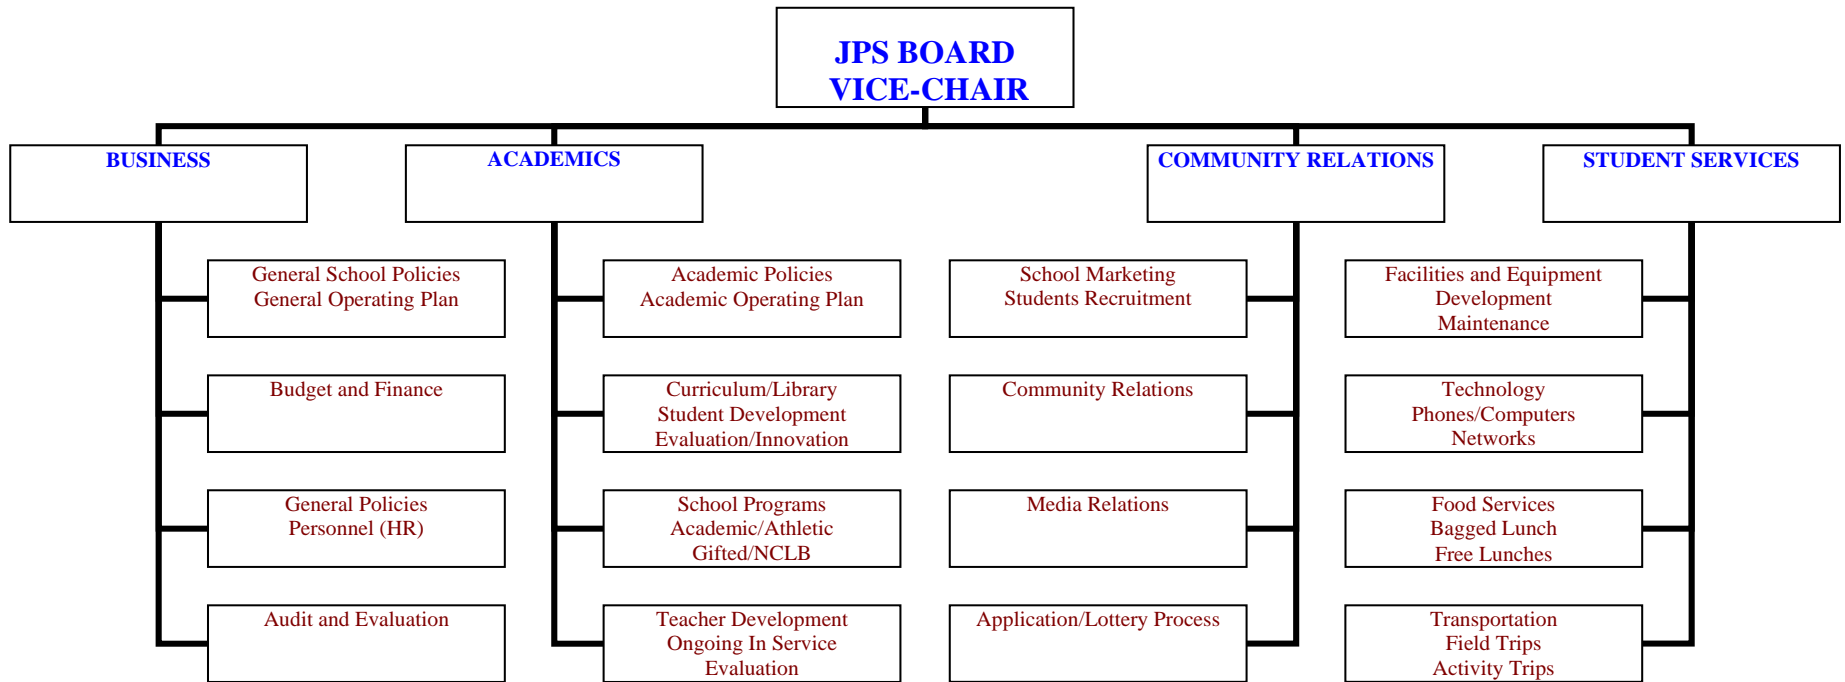 JPS BOARD
VICE-CHAIR
BUSINESS
ACADEMICS
COMMUNITY RELATIONS
STUDENT SERVICES
General School Policies
General Operating Plan
Budget and Finance
General Policies
Personnel (HR)
Audit and Evaluation
Academic Policies
Academic Operating Plan
Curriculum/Library
Student Development
Evaluation/Innovation
School Programs
Academic/Athletic
Gifted/NCLB
Teacher Development
Ongoing In Service
Evaluation
School Marketing
Students Recruitment
Community Relations
Media Relations
Application/Lottery Process
Facilities and Equipment
Development
Maintenance
Technology
Phones/Computers
Networks
Food Services
Bagged Lunch
Free Lunches
Transportation
Field Trips
Activity Trips